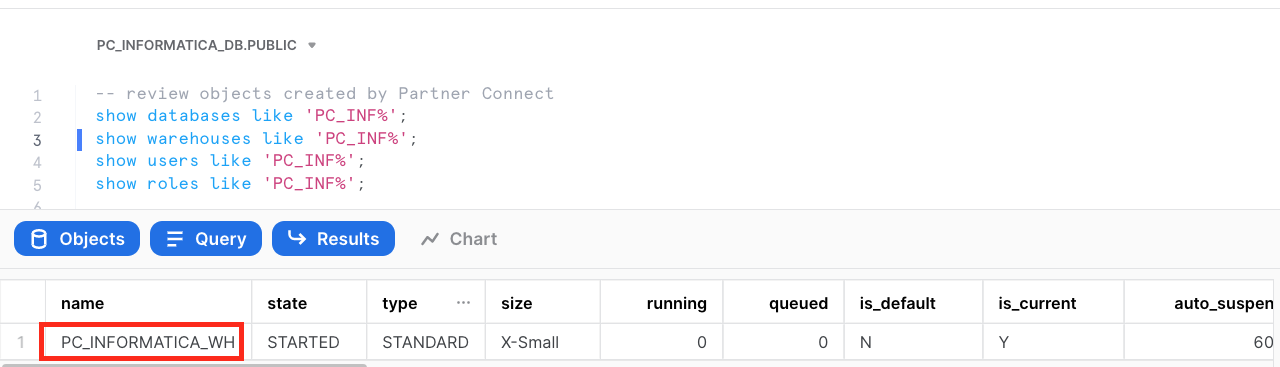 PC_INFORMATICA_DB.PUBLIC
1 -- review objects created by Partner Connect
2 show databases like 'PC_INF%';
3 show warehouses like 'PC_INF%';
4 show users like 'PC_INF%';
5 show roles like 'PC_INF%';
6
Objects Query Results Chart
name state type ... size running queued is_default is_current auto_suspen
1 PC_INFORMATICA_WH STARTED STANDARD X-Small 0 0 N Y 60